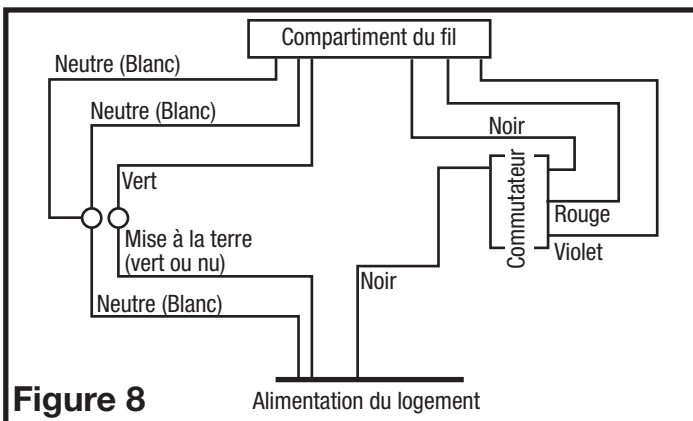 Compartiment du fil
Neutre (Blanc)
Neutre (Blanc)
Noir
Vert
Commutateur
Rouge
Violet
Mise à la terre
(vert ou nu)
Noir
Neutre (Blanc)
Figure 8
Alimentation du logement